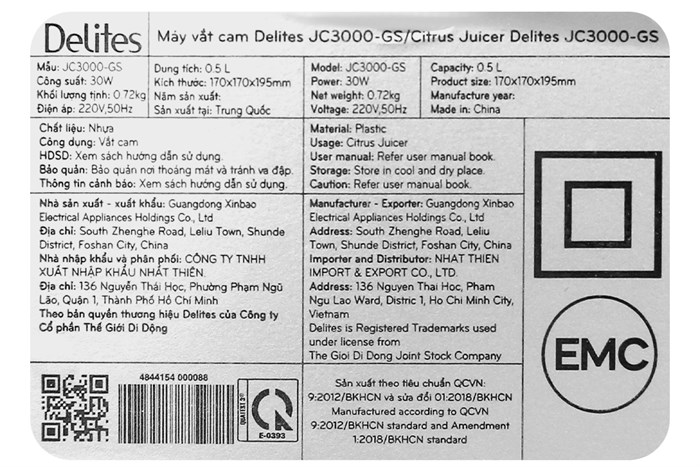 Delites
Máy vắt cam Delites JC3000-GS/Citrus Juicer Delites JC3000-GS
Mẫu: JC3000-GS
Công suất: 30W
Khối lượng tịnh: 0.72kg
Điện áp: 220V,50Hz
Dung tích: 0.5 L
Kích thước: 170x170x195mm
Năm sản xuất:
Sản xuất tại: Trung Quốc
Model: JC3000-GS
Power: 30W
Net weight: 0.72kg
Voltage: 220V,50Hz
Capacity: 0.5 L
Product size: 170x170x195mm
Manufacture year:
Made in: China
Chất liệu: Nhựa
Công dụng: Vắt cam
HDSD: Xem sách hướng dẫn sử dụng.
Bảo quản: Bảo quản nơi thoáng mát và tránh va đập.
Thông tin cảnh báo: Xem sách hướng dẫn sử dụng.
Material: Plastic
Usage: Citrus Juicer
User manual: Refer user manual book.
Storage: Store in cool and dry place.
Caution: Refer user manual book.
Nhà sản xuất - xuất khẩu: Guangdong Xinbao
Electrical Appliances Holdings Co., Ltd
Địa chỉ: South Zhenghe Road, Leliu Town, Shunde
District, Foshan City, China
Nhà nhập khẩu và phân phối: CÔNG TY TNHH
XUẤT NHẬP KHẨU NHẤT THIÊN.
Địa chỉ: 136 Nguyễn Thái Học, Phường Phạm Ngũ
Lão, Quận 1, Thành Phố Hồ Chí Minh
Theo bản quyền thương hiệu Delites của Công ty
Cổ phần Thế Giới Di Động
Manufacturer - Exporter: Guangdong Xinbao
Electrical Appliances Holdings Co., Ltd
Address: South Zhenghe Road, Leliu Town,
Shunde District, Foshan City, China
Importer and Distributor: NHAT THIEN
IMPORT & EXPORT CO., LTD.
Address: 136 Nguyen Thai Hoc, Pham
Ngu Lao Ward, Distric 1, Ho Chi Minh City,
Vietnam
Delites is Registered Trademarks used
under license from
The Gioi Di Dong Joint Stock Company
EMC
4844154 000088
QUALITEST
E-0393
Sản xuất theo tiêu chuẩn QCVN:
9:2012/BKHCN và sửa đổi 01:2018/BKHCN
Manufactured according to QCVN
9:2012/BKHCN standard and Amendment
1:2018/BKHCN standard